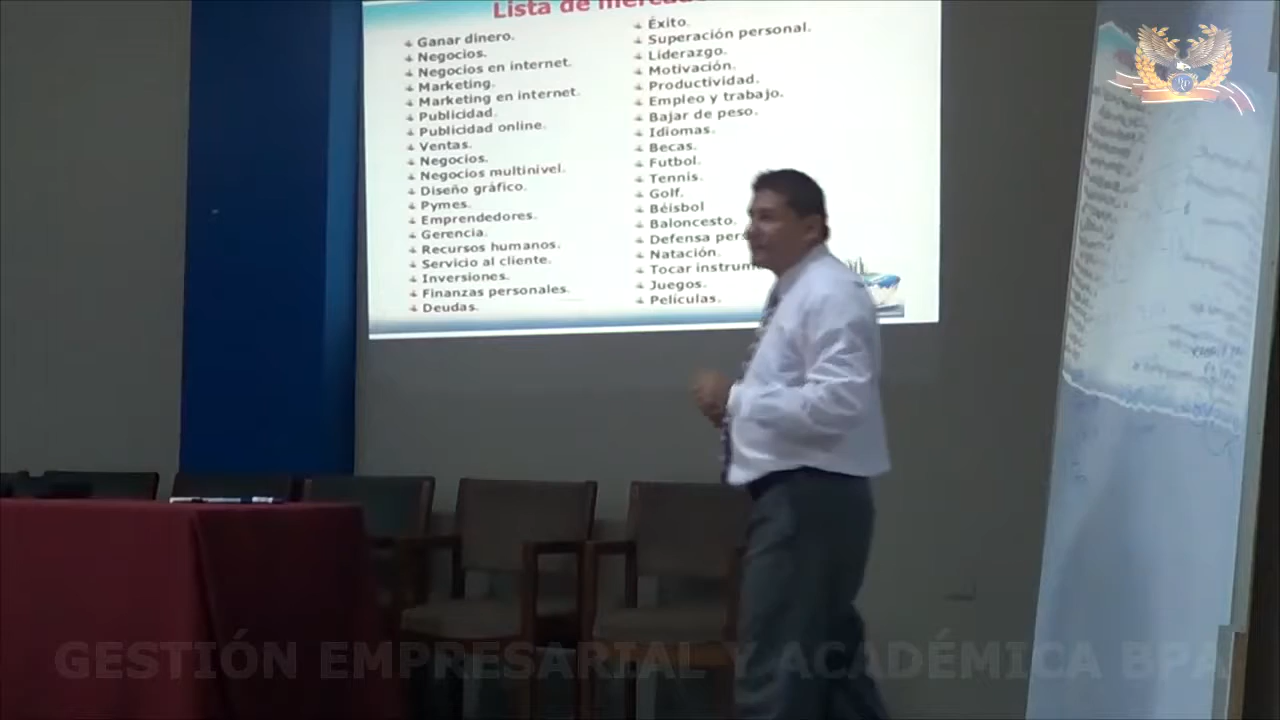 Lista de mercado
Ganar dinero.
Negocios.
Negocios en internet.
Marketing.
Marketing en internet.
Publicidad.
Publicidad online.
Ventas.
Negocios.
Negocios multinivel.
Diseño gráfico.
Pymes.
Emprendedores.
Gerencia.
Recursos humanos.
Servicio al cliente.
Inversiones.
Finanzas personales.
Deudas.
Éxito.
Superación personal.
Liderazgo.
Motivación.
Productividad.
Empleo y trabajo.
Bajar de peso.
Idiomas.
Becas.
Futbol.
Tennis.
Golf.
Béisbol
Baloncesto.
Defensa pers
Natación.
Tocar instrum
Juegos.
Películas.
GESTIÓN EMPRESARIAL Y ACADÉMICA BPA